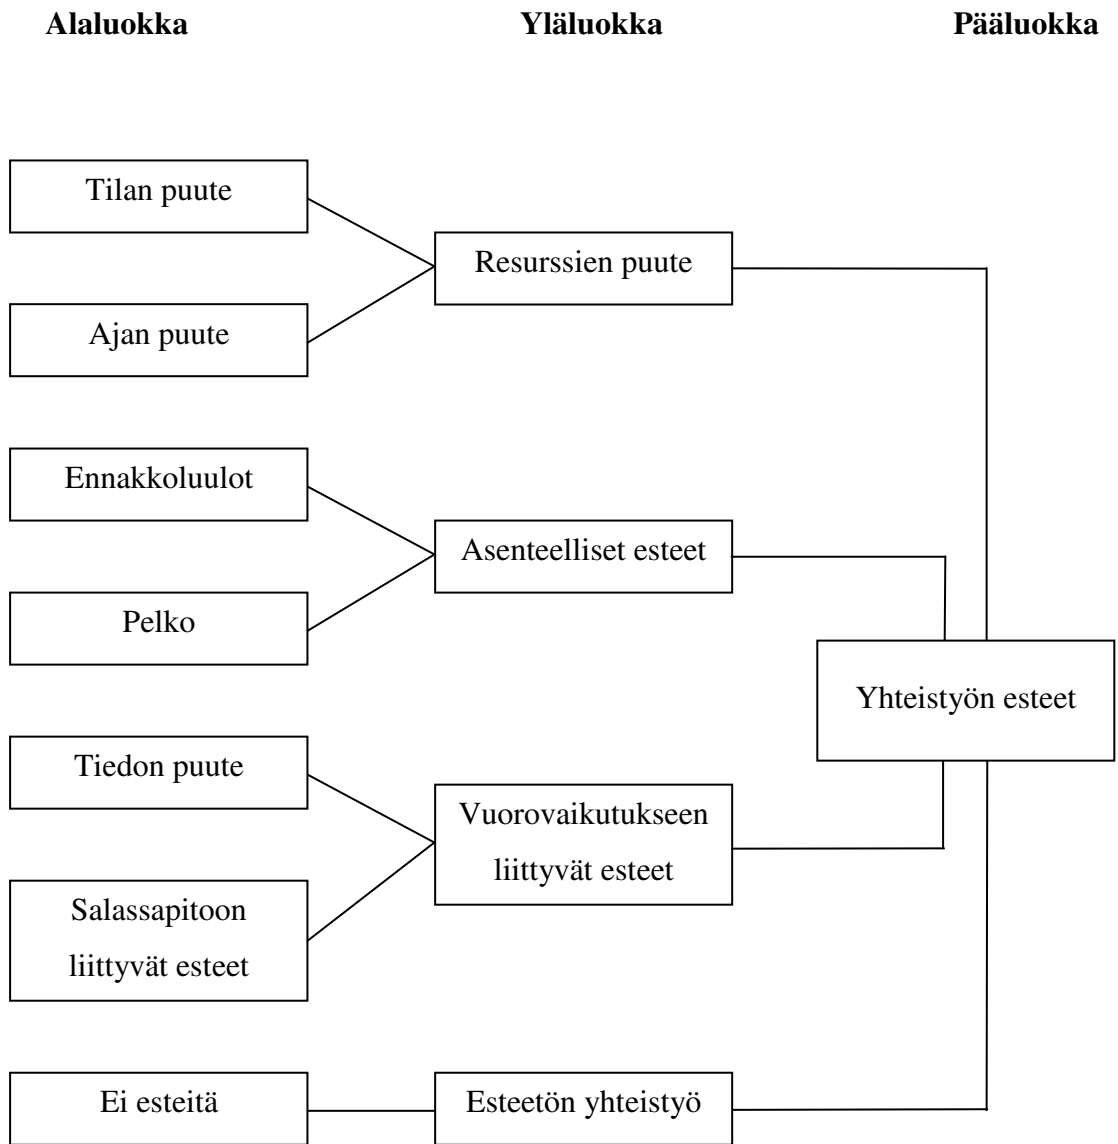 Alaluokka
Yläluokka
Pääluokka
Tilan puute
Resurssien puute
Ajan puute
Ennakkoluulot
Asenteelliset esteet
Pelko
Yhteistyön esteet
Tiedon puute
Vuorovaikutukseen
liittyvät esteet
Salassapitoon
liittyvät esteet
Ei esteitä
Esteetön yhteistyö